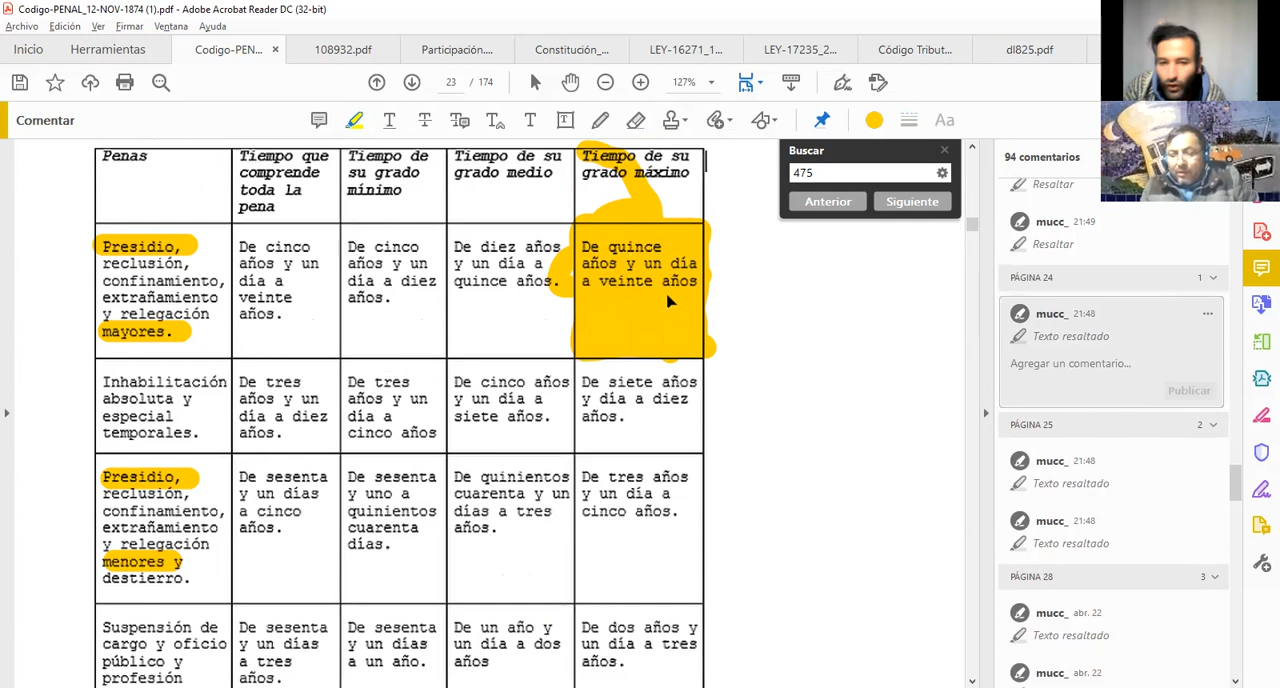 Codigo-PENAL_12-NOV-1874 (1).pdf - Adobe Acrobat Reader DC (32-bit)
Archivo Edición Ver Firmar Ventana Ayuda
Inicio Herramientas Codigo-PEN... × 108932.pdf Participación.... Constitución_... LEY-16271_1... LEY-17235_2... Código Tribut... dl825.pdf
23 / 174 127%
Comentar
Aa
Buscar
475
Anterior Siguiente
Penas
Tiempo que
comprende
toda la
pena
Tiempo de
su grado
mínimo
Tiempo de su
grado medio
Tiempo de su
grado máximo
Presidio,
reclusión,
confinamiento,
extrañamiento
y relegación
mayores.
De cinco
años y un
día a
veinte
años.
De cinco
años y un
día a diez
años.
De diez años
y un día a
quince años.
De quince
años y un día
a veinte años
Inhabilitación
absoluta y
especial
temporales.
De tres
años y un
día a diez
años.
De tres
años y un
día a
cinco años
De cinco años
y un día a
siete años.
De siete años
y día a diez
años.
Presidio,
reclusión,
confinamiento,
extrañamiento
y relegación
menores y
destierro.
De sesenta
y un días
a cinco
años.
De sesenta
y uno a
quinientos
cuarenta
días.
De quinientos
cuarenta y un
días a tres
años.
De tres años
y un día a
cinco años.
Suspensión de
cargo y oficio
público y
profesión
De sesenta
y un días
a tres
años.
De sesenta
y un días
a un año.
De un año y
un día a dos
años
De dos años y
un día a tres
años.
94 comentarios
Resaltar
mucc_ 21:49
Resaltar
PÁGINA 24 1
mucc_ 21:48
Texto resaltado
Agregar un comentario...
Publicar
PÁGINA 25 2
mucc_ 21:48
Texto resaltado
mucc_ 21:48
Texto resaltado
PÁGINA 28 3
mucc_ abr. 22
Texto resaltado
mucc_ abr. 22